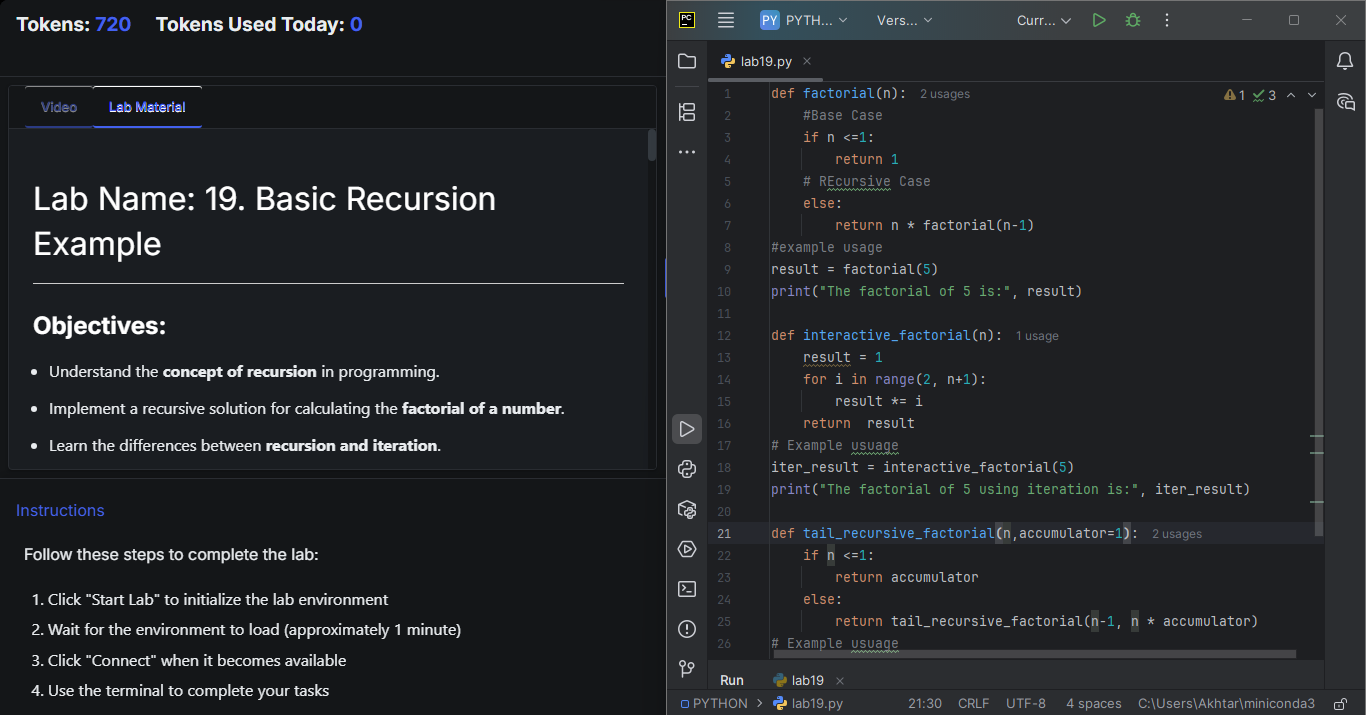 Tokens: 720 Tokens Used Today: 0
Video Lab Material
Lab Name: 19. Basic Recursion
Example
Objectives:
Understand the concept of recursion in programming.
Implement a recursive solution for calculating the factorial of a number.
Learn the differences between recursion and iteration.
Instructions
Follow these steps to complete the lab:
1. Click "Start Lab" to initialize the lab environment
2. Wait for the environment to load (approximately 1 minute)
3. Click "Connect" when it becomes available
4. Use the terminal to complete your tasks
PC PY PYTH... Vers... Curr...
lab19.py
1 def factorial(n): 2 usages
1 3
2 #Base Case
3 if n <=1:
4 return 1
5 # REcursive Case
6 else:
7 return n * factorial(n-1)
8 #example usage
9 result = factorial(5)
10 print("The factorial of 5 is:", result)
11
12 def interactive_factorial(n): 1 usage
13 result = 1
14 for i in range(2, n+1):
15 result *= i
16 return  result
17 # Example usuage
18 iter_result = interactive_factorial(5)
19 print("The factorial of 5 using iteration is:", iter_result)
20
21 def tail_recursive_factorial(n,accumulator=1): 2 usages
22 if n <=1:
23 return accumulator
24 else:
25 return tail_recursive_factorial(n-1, n * accumulator)
26 # Example usuage
Run lab19
PYTHON > lab19.py 21:30 CRLF UTF-8 4 spaces C:\Users\Akhtar\miniconda3